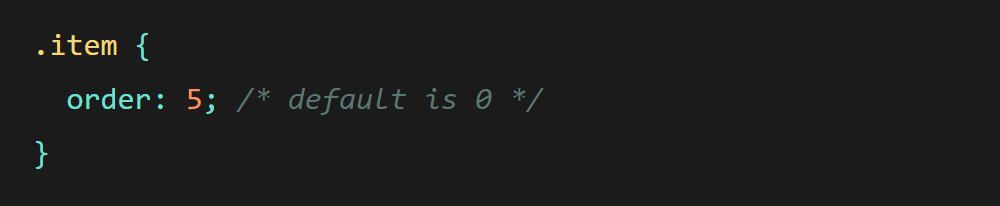 .item {
  order: 5; /* default is 0 */
}